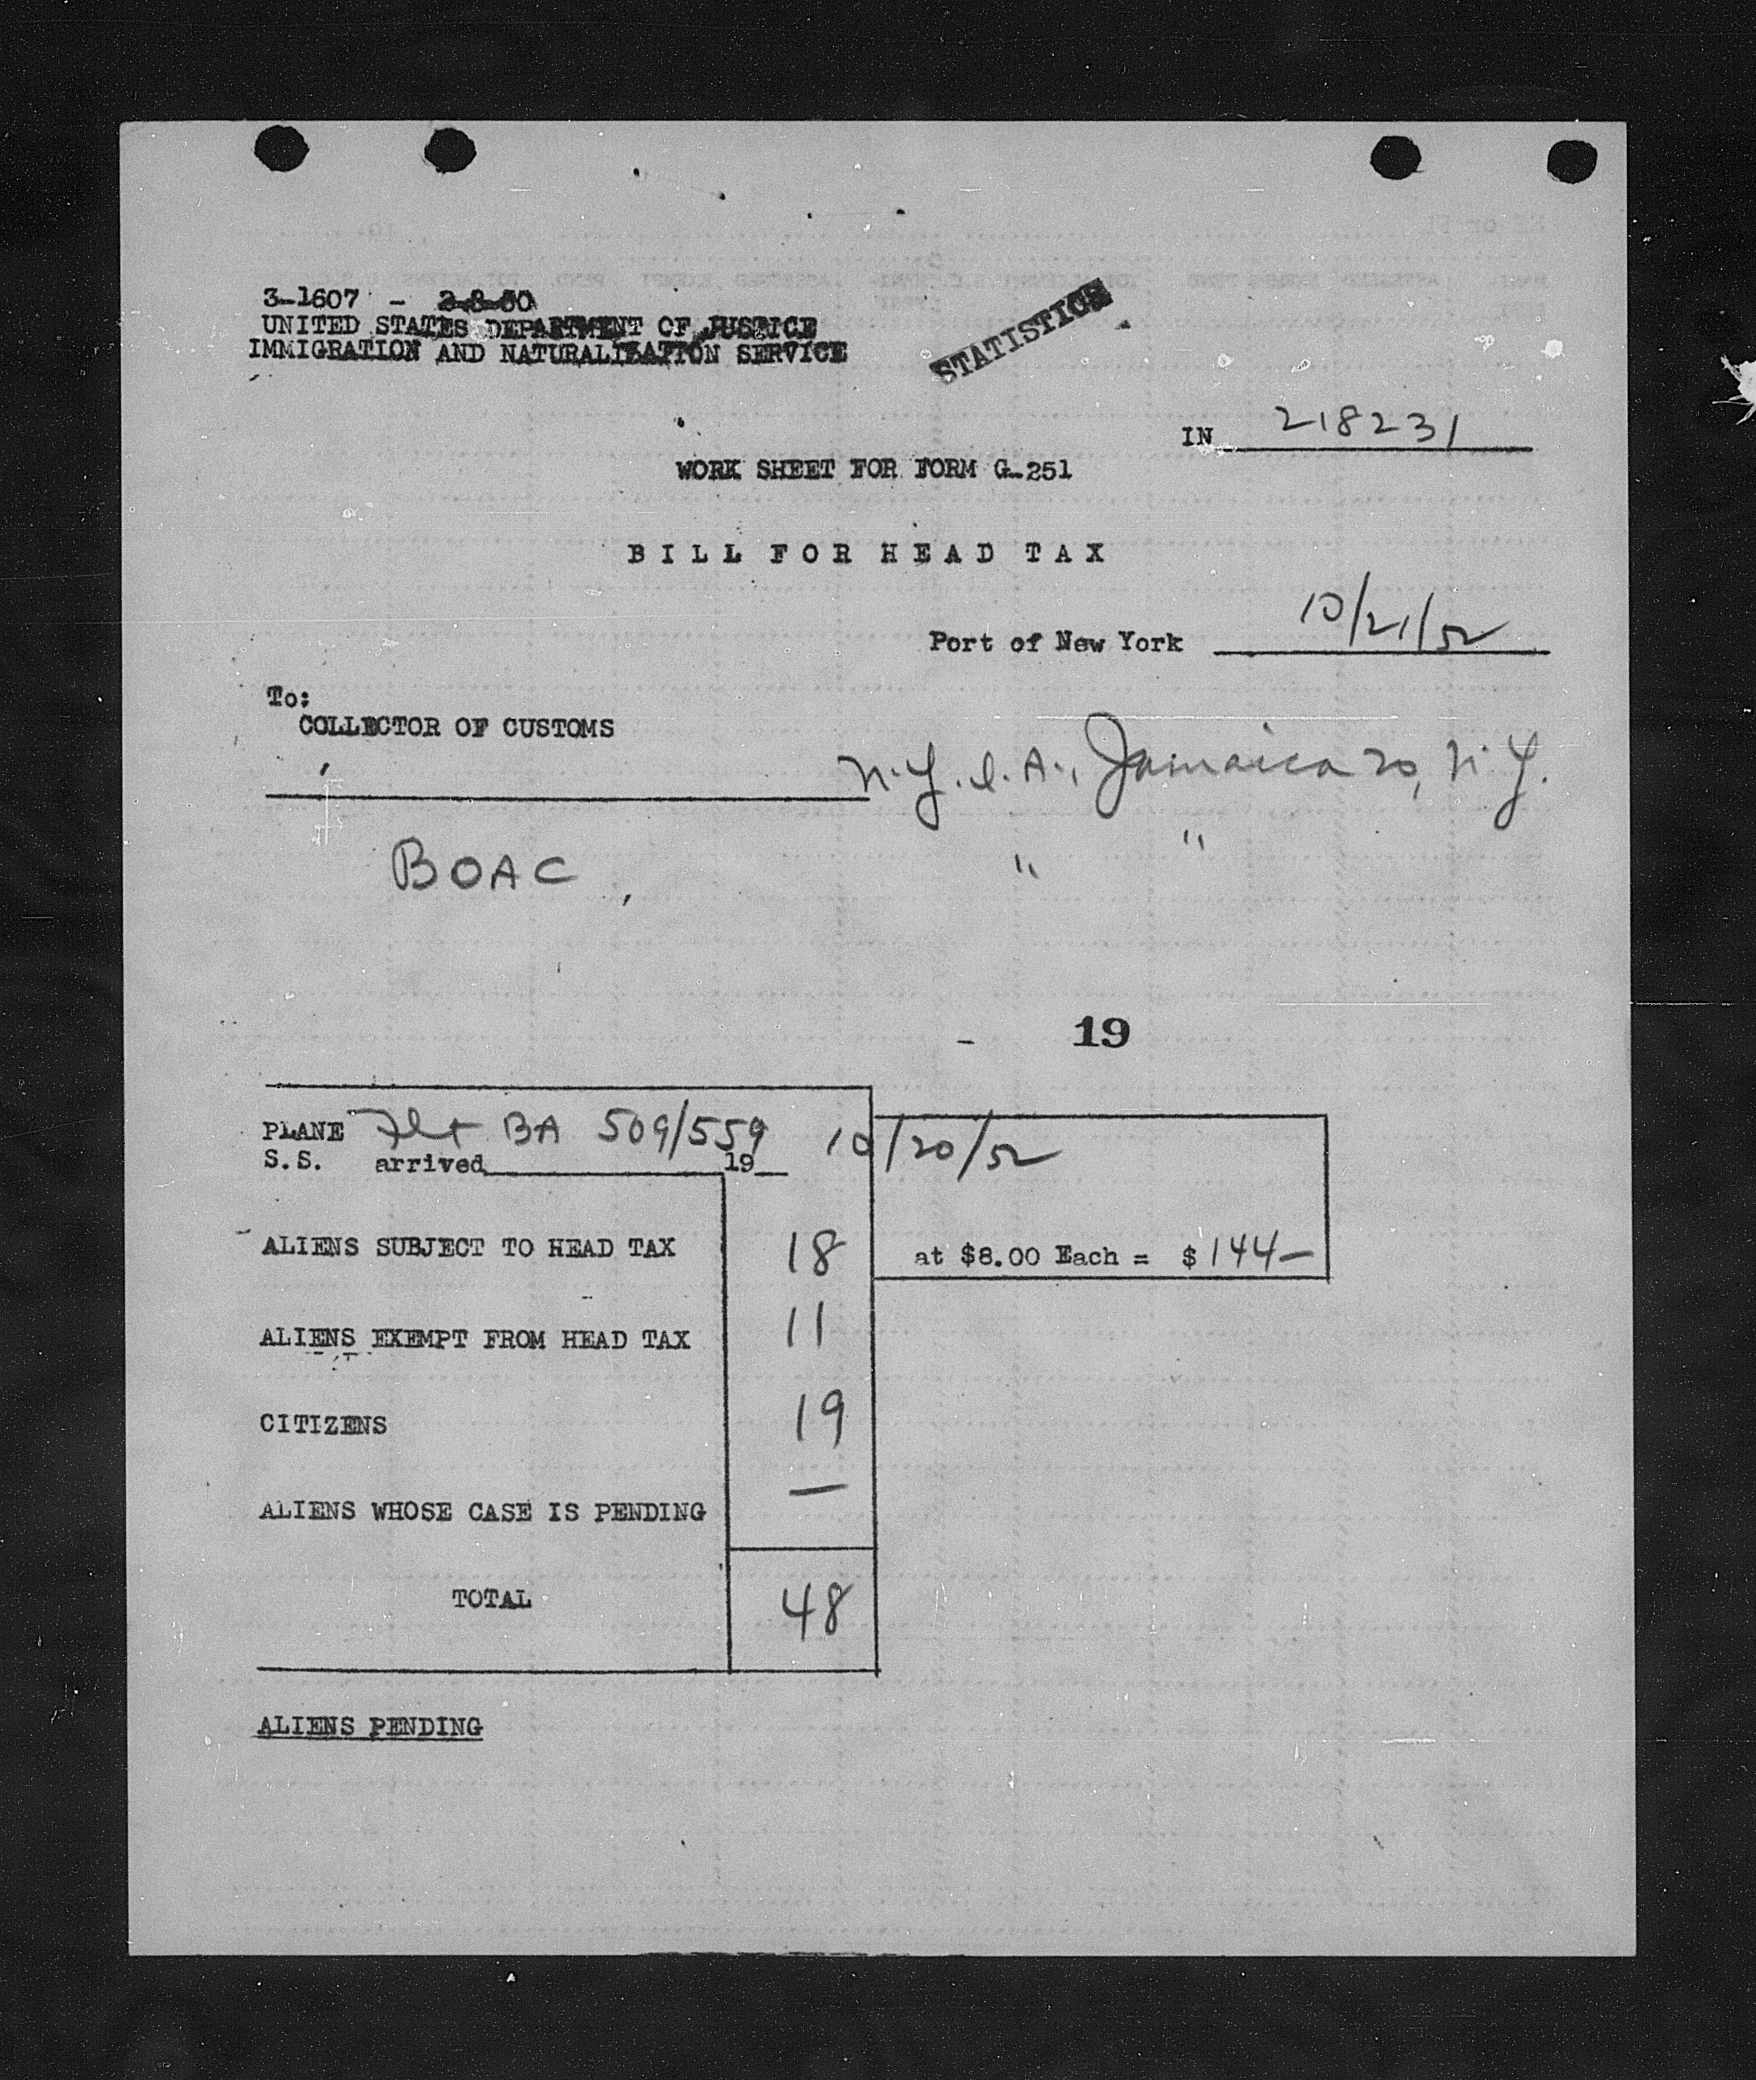 3-1607 - 2-8-50
UNITED STATES DEPARTMENT OF JUSTICE
IMMIGRATION AND NATURALIZATION SERVICE
STATISTICS
IN 218231
WORK SHEET FOR FORM G-251
BILL FOR HEAD TAX
Port of New York 10/21/52
To:
COLLECTOR OF CUSTOMS
N.Y.I.A., Jamaica 20, N.Y.
BOAC, " "
- 19
PLANE Flt BA 509/559 10/20/52
S.S. arrived 19
ALIENS SUBJECT TO HEAD TAX 18 at $8.00 Each = $144—
ALIENS EXEMPT FROM HEAD TAX 11
CITIZENS 19
ALIENS WHOSE CASE IS PENDING —
TOTAL 48
ALIENS PENDING